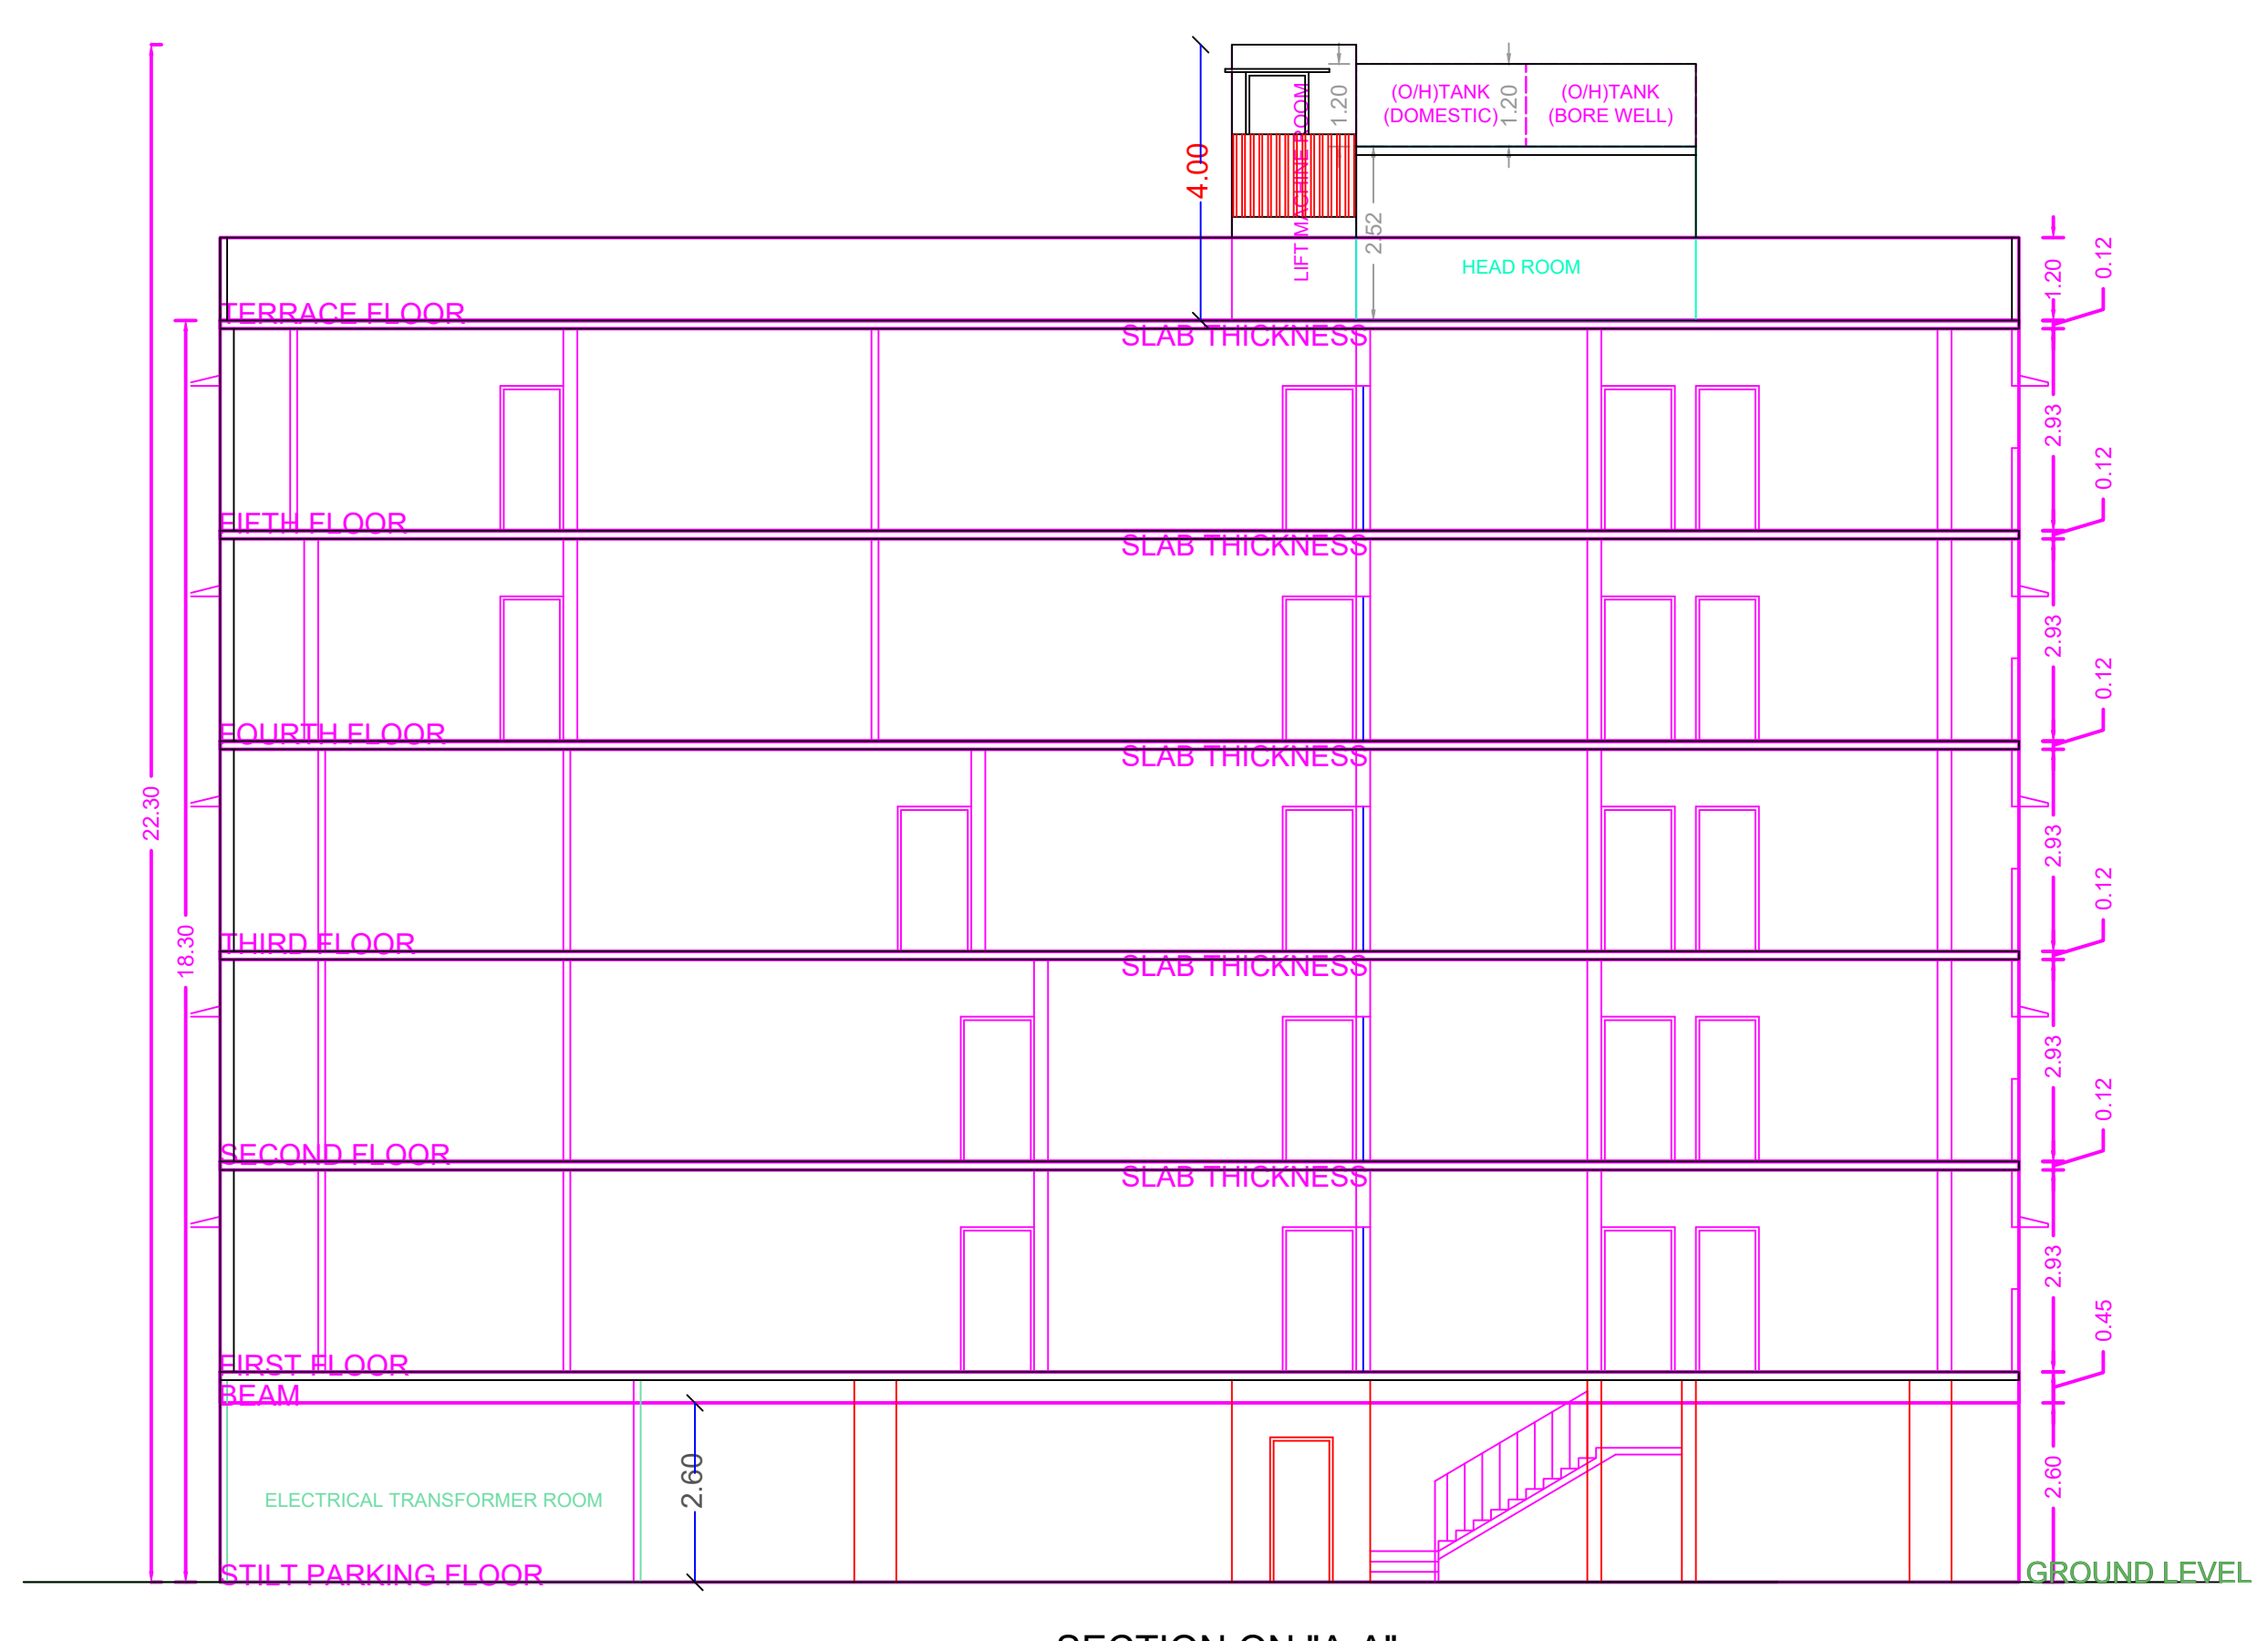 (O/H)TANK
(DOMESTIC)
(O/H)TANK
(BORE WELL)
1.20
1.20
LIFT MACHINE ROOM
4.00
2.52
HEAD ROOM
1.20
0.12
TERRACE FLOOR
SLAB THICKNESS
2.93
0.12
FIFTH FLOOR
SLAB THICKNESS
2.93
0.12
FOURTH FLOOR
SLAB THICKNESS
22.30
2.93
0.12
THIRD FLOOR
18.30
SLAB THICKNESS
2.93
0.12
SECOND FLOOR
SLAB THICKNESS
2.93
0.45
FIRST FLOOR
BEAM
2.60
2.60
ELECTRICAL TRANSFORMER ROOM
STILT PARKING FLOOR
GROUND LEVEL
SECTION ON "A-A"